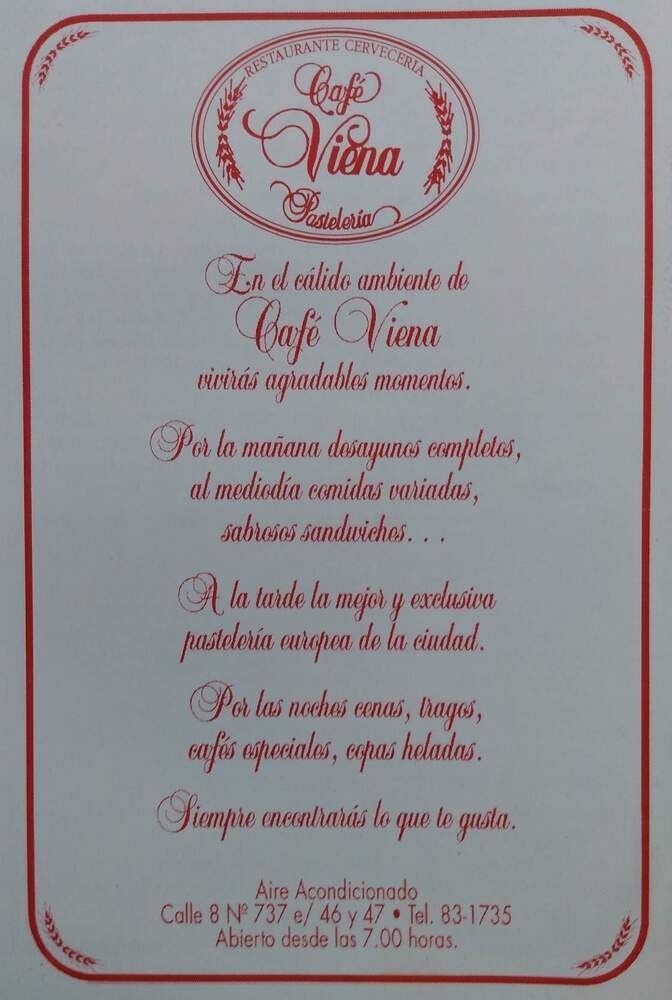 RESTAURANTE CERVECERIA
Café
Viena
Pastelería
En el cálido ambiente de
Café Viena
vivirás agradables momentos.
Por la mañana desayunos completos,
al mediodía comidas variadas,
sabrosos sandwiches. . .
A la tarde la mejor y exclusiva
pastelería europea de la ciudad.
Por las noches cenas, tragos,
cafés especiales, copas heladas.
Siempre encontrarás lo que te gusta.
Aire Acondicionado
Calle 8 Nº 737 e/ 46 y 47 • Tel. 83-1735
Abierto desde las 7.00 horas.